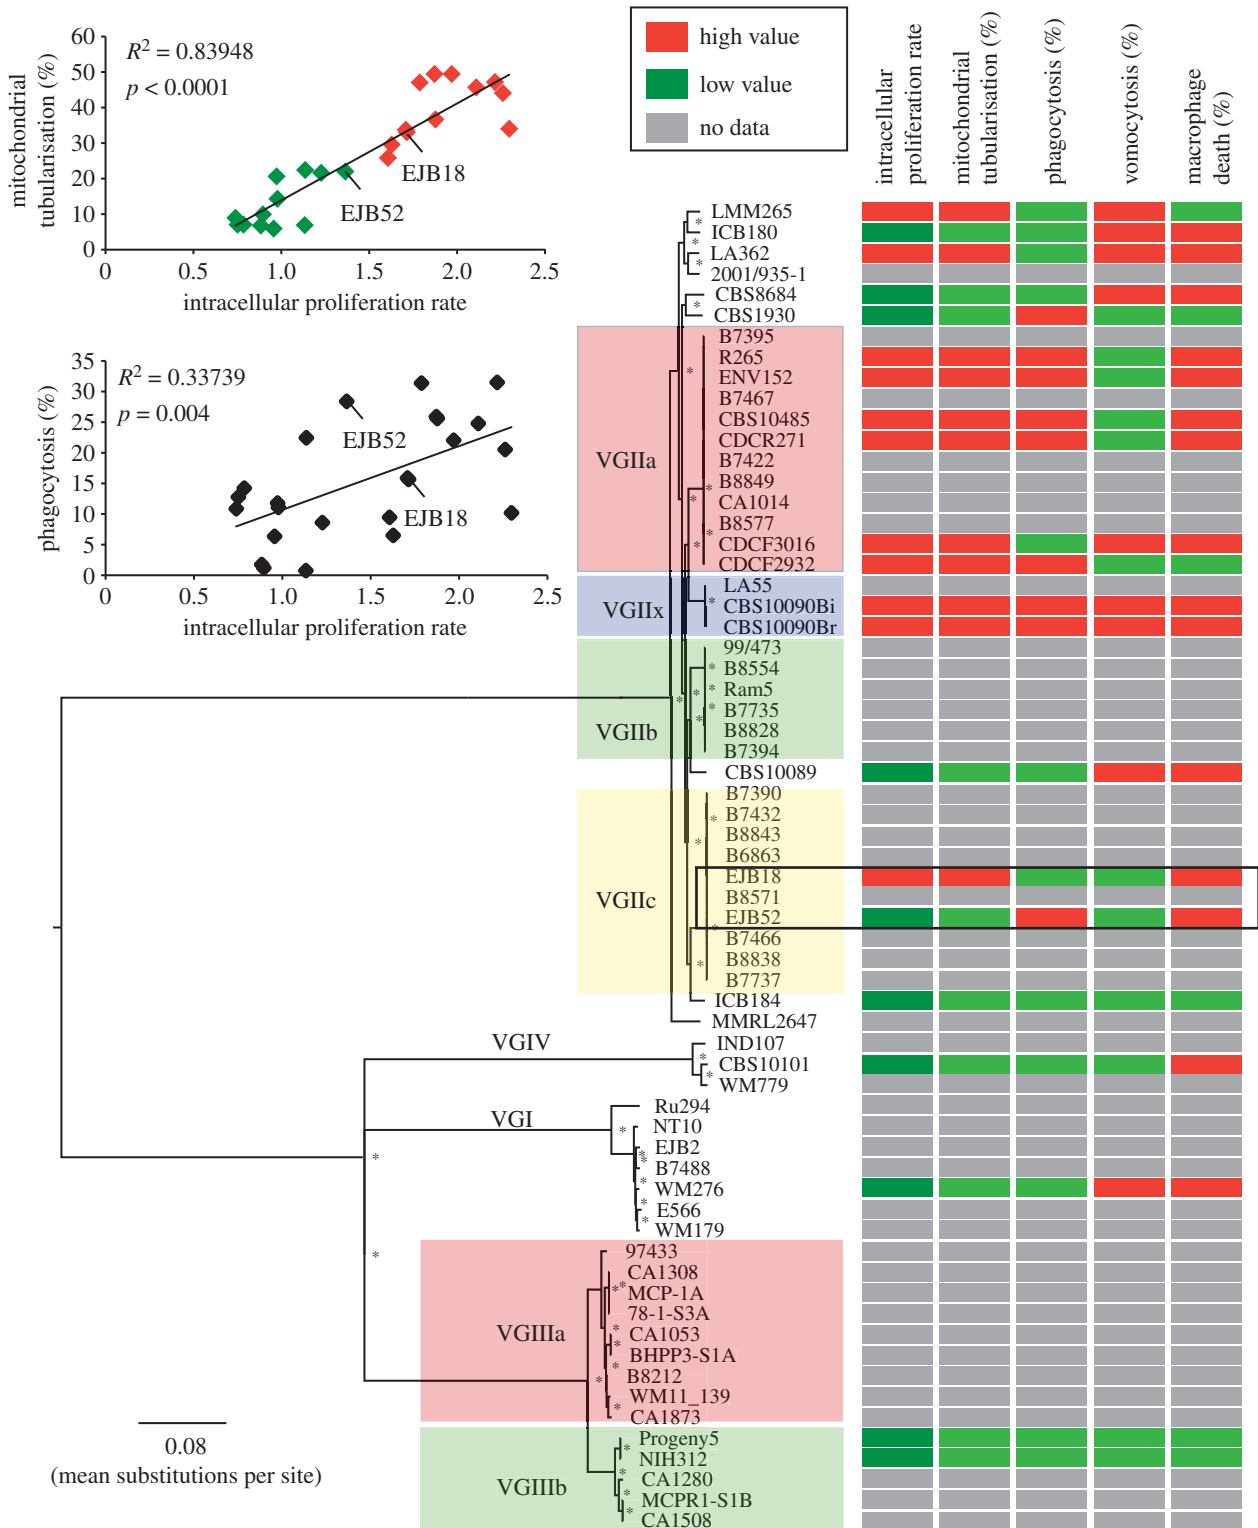 mitochondrial
tubularisation (%)
60
50
40
30
20
10
0
R² = 0.83948
p < 0.0001
EJB18
EJB52
0
0.5
1.0
1.5
2.0
2.5
intracellular proliferation rate
phagocytosis (%)
35
30
25
20
15
10
5
0
R² = 0.33739
p = 0.004
EJB52
EJB18
0
0.5
1.0
1.5
2.0
2.5
intracellular proliferation rate
high value
low value
no data
intracellular
proliferation rate
mitochondrial
tubularisation (%)
phagocytosis (%)
vomocytosis (%)
macrophage
death (%)
LMM265
ICB180
LA362
2001/935-1
CBS8684
CBS1930
VGIIa
B7395
R265
ENV152
B7467
CBS10485
CDCR271
B7422
B8849
CA1014
B8577
CDCF3016
CDCF2932
VGIIx
LA55
CBS10090Bi
CBS10090Br
VGIIb
99/473
B8554
Ram5
B7735
B8828
B7394
CBS10089
VGIIc
B7390
B7432
B8843
B6863
EJB18
B8571
EJB52
B7466
B8838
B7737
ICB184
MMRL2647
VGIV
IND107
CBS10101
WM779
VGI
Ru294
NT10
EJB2
B7488
WM276
E566
WM179
VGIIIa
97433
CA1308
MCP-1A
78-1-S3A
CA1053
BHPP3-S1A
B8212
WM11_139
CA1873
VGIIIb
Progeny5
NIH312
CA1280
MCPR1-S1B
CA1508
0.08
(mean substitutions per site)